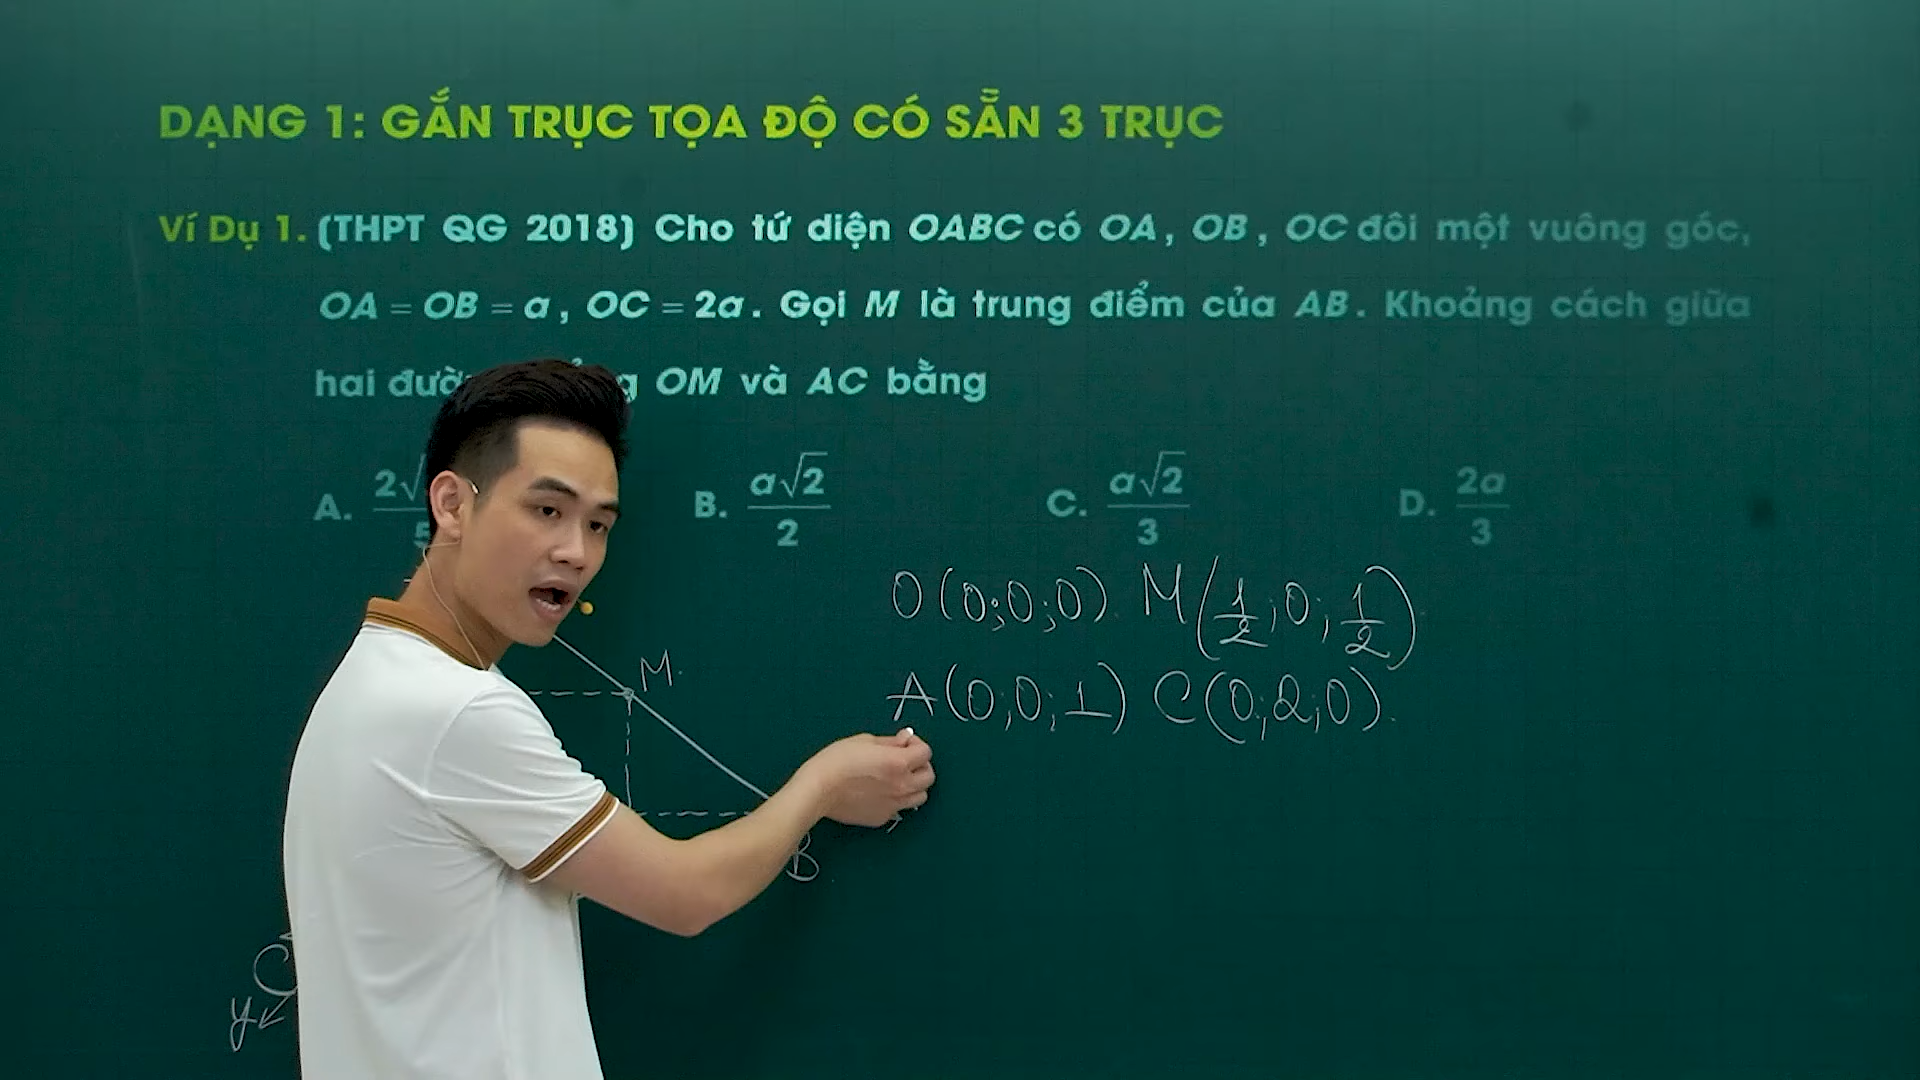 DẠNG 1: GẮN TRỤC TỌA ĐỘ CÓ SẴN 3 TRỤC
Ví Dụ 1. (THPT QG 2018) Cho tứ diện OABC có OA, OB, OC đôi một vuông góc,
OA = OB = a, OC = 2a. Gọi M là trung điểm của AB. Khoảng cách giữa
hai OM và AC bằng
A. B. a√2/2 C. a√2/3 D. 2a/3
O(0;0;0). M(1/2;0;1/2).
M.
A(0;0;1) C(0;2;0).
B
C
y